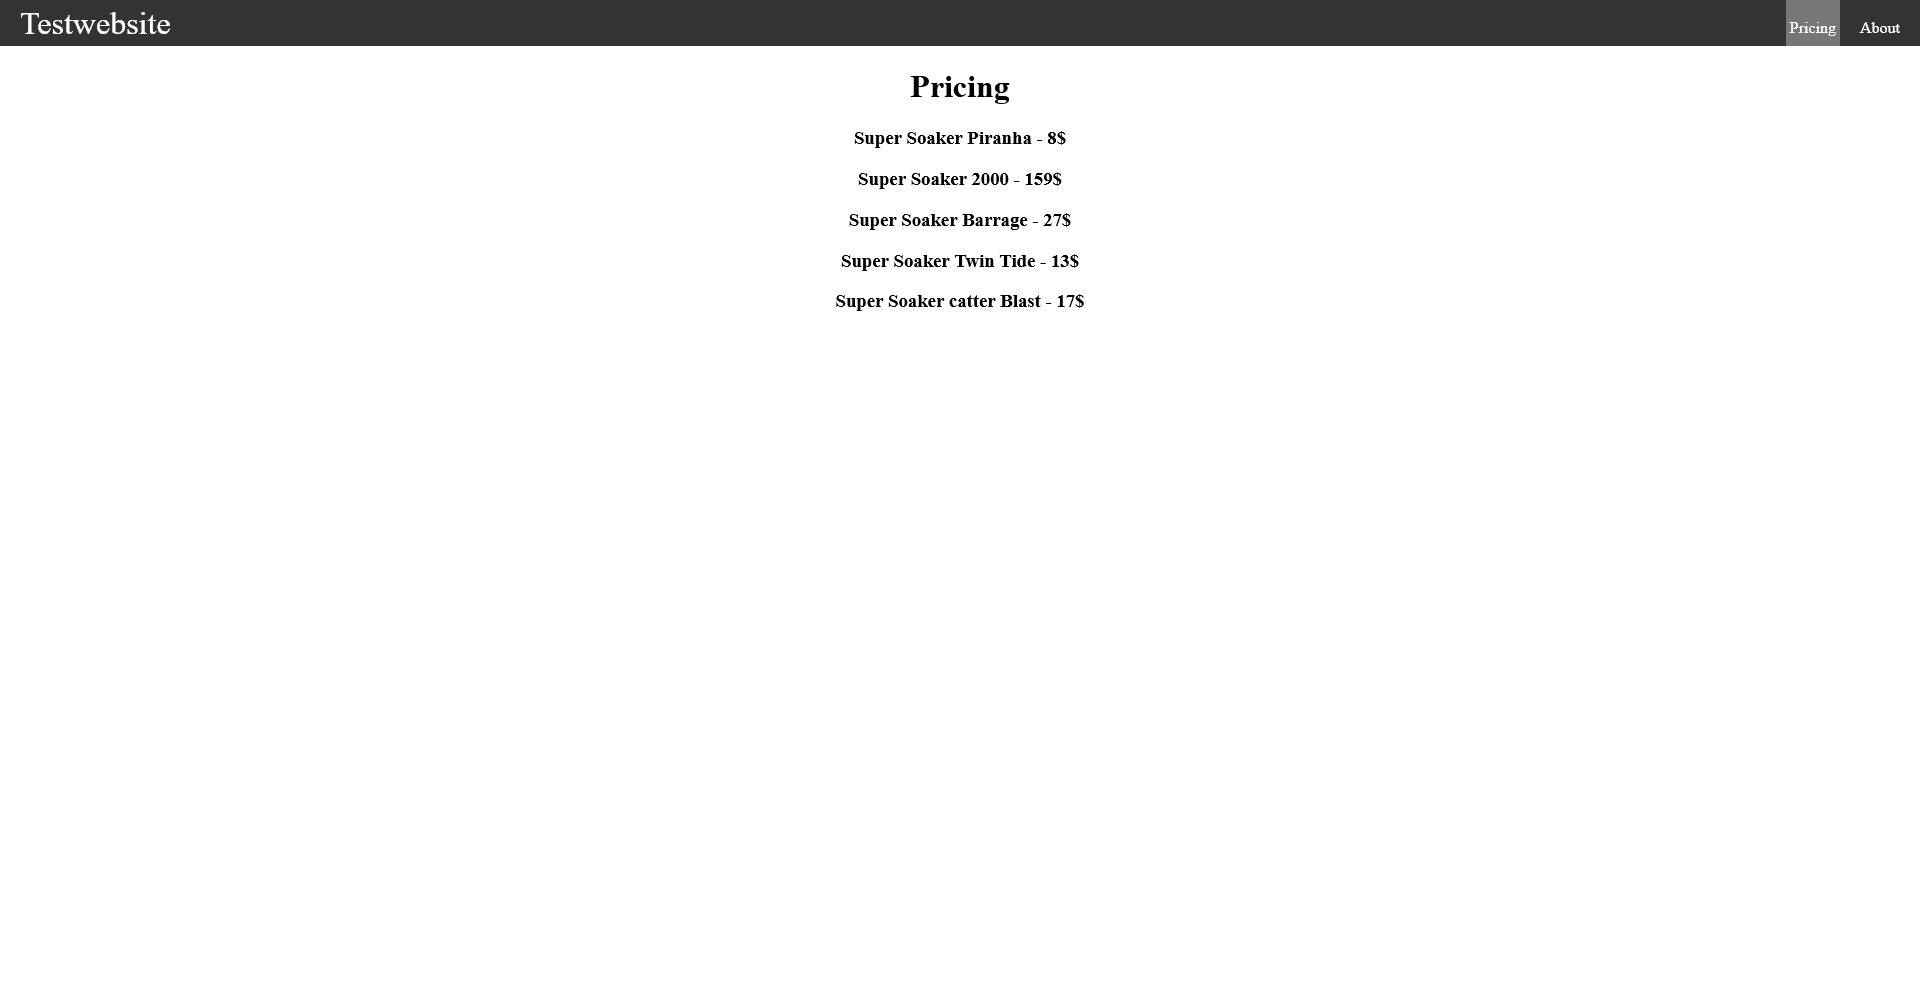 Testwebsite
Pricing About
Pricing
Super Soaker Piranha - 8$
Super Soaker 2000 - 159$
Super Soaker Barrage - 27$
Super Soaker Twin Tide - 13$
Super Soaker catter Blast - 17$